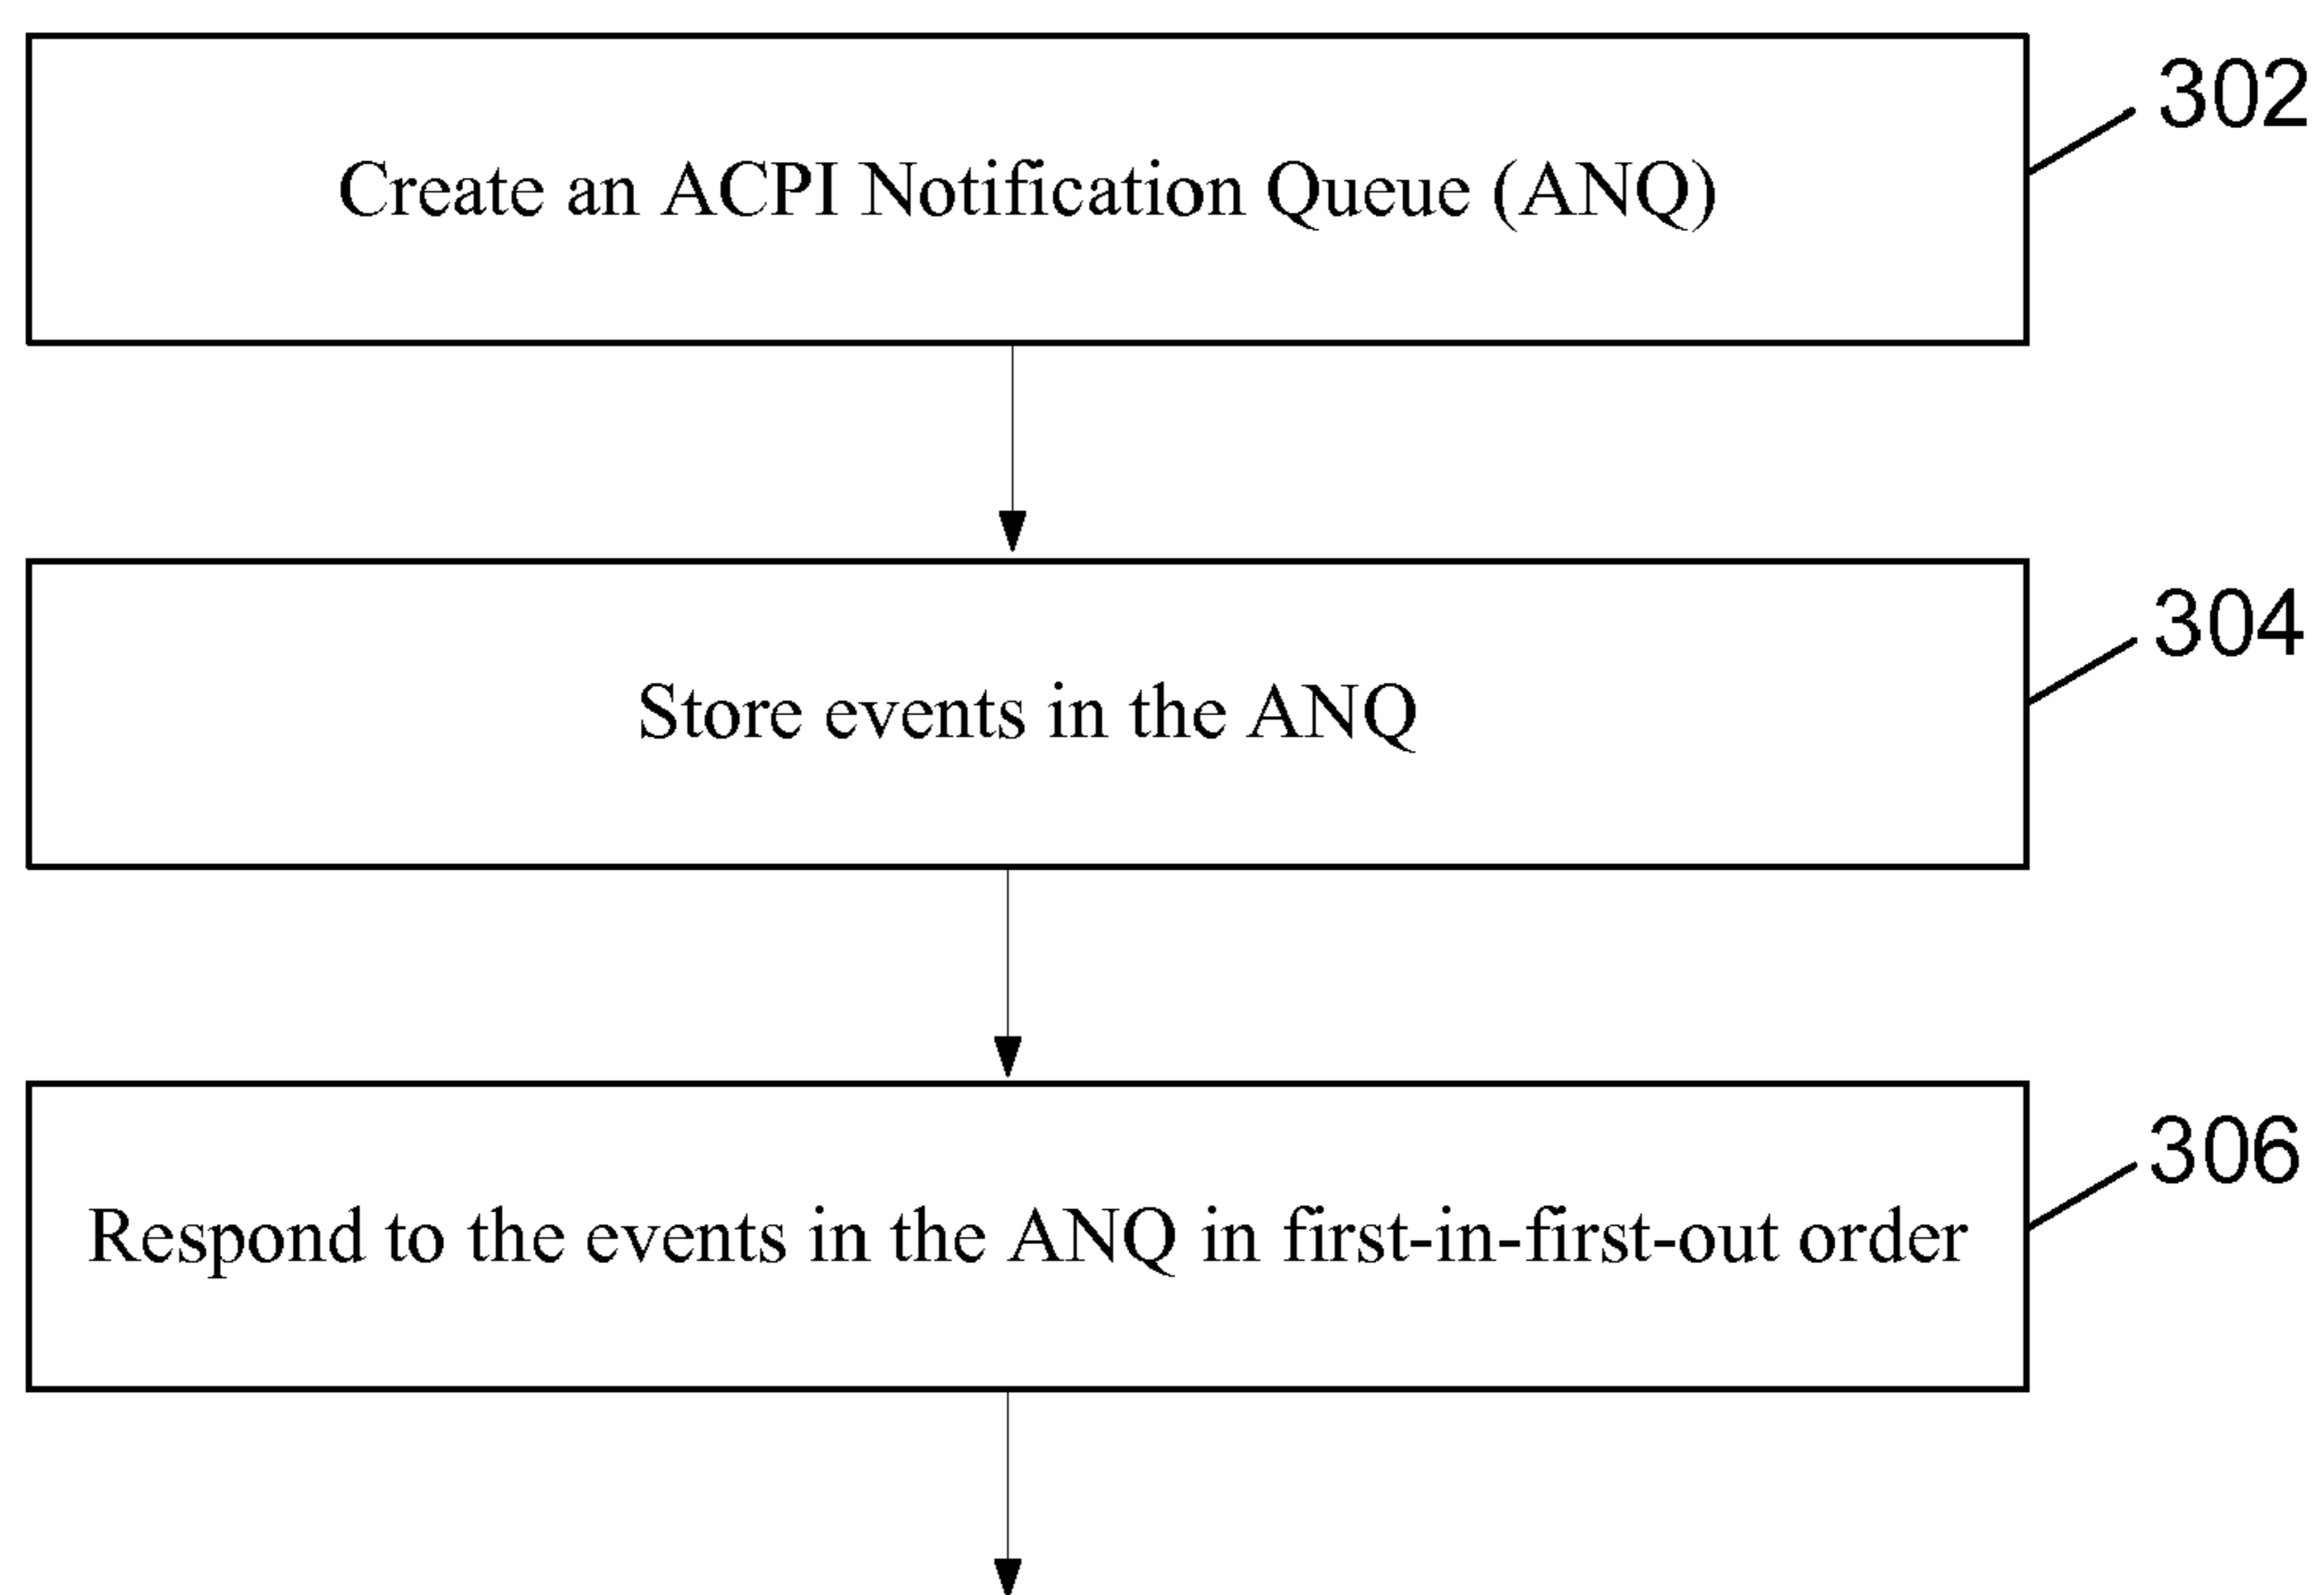 302
Create an ACPI Notification Queue (ANQ)
304
Store events in the ANQ
306
Respond to the events in the ANQ in first-in-first-out order